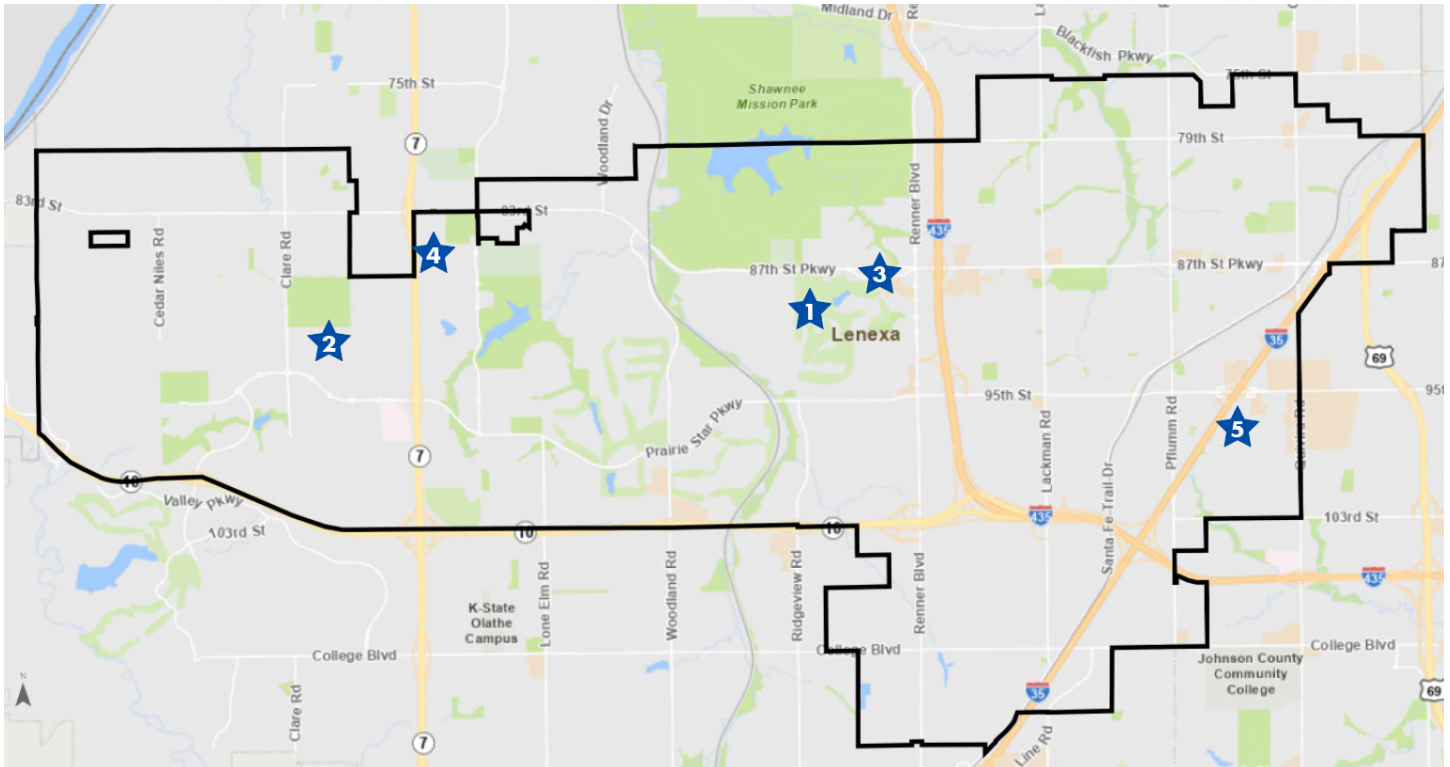 Midland Dr
Blackfish Pkwy
75th St
75th St
Shawnee
Mission Park
7
79th St
Woodland Dr
83rd St
83rd St
Renner Blvd
435
4
Cedar Niles Rd
Clare Rd
87th St Pkwy
3
87th St Pkwy
1
Lenexa
2
35
69
95th St
5
Prairie Star Pkwy
Lackman Rd
Pflumm Rd
Quivira Rd
7
10
Valley Pkwy
103rd St
10
10
435
Santa-Fe-Trail-Dr
103rd St
435
K-State
Olathe
Campus
Lone Elm Rd
Woodland Rd
Ridgeview Rd
Renner Blvd
College Blvd
College Blvd
College Blvd
Johnson County
Community
College
N
Clare Rd
7
35
69
Line Rd